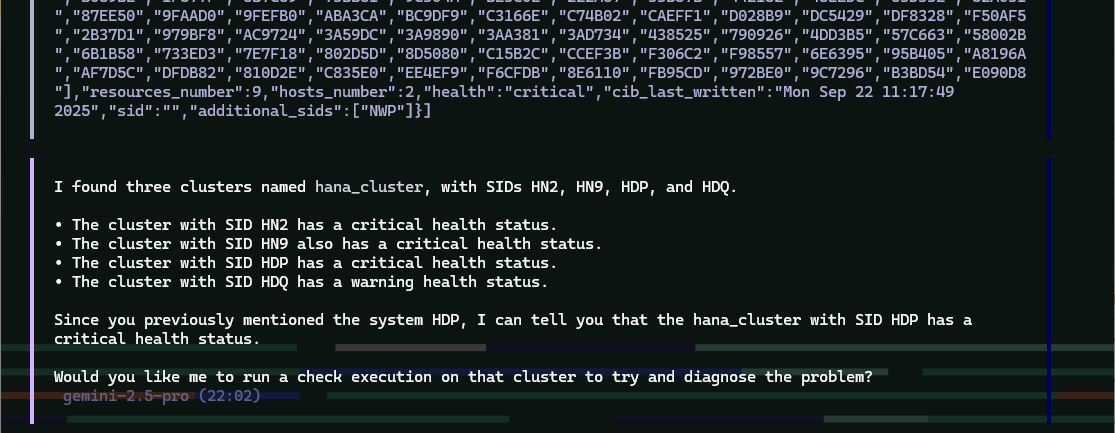 ","87EE50","9FAAD0","9FEFB0","ABA3CA","BC9DF9","C3166E","C74B02","CAEFF1","D028B9","DC5429","DF8328","F50AF5
","2B37D1","979BF8","AC9724","3A59DC","3A9890","3AA381","3AD734","438525","790926","4DD3B5","57C663","58002B
","6B1B58","733ED3","7E7F18","802D5D","8D5080","C15B2C","CCEF3B","F306C2","F98557","6E6395","95B405","A8196A
","AF7D5C","DFDB82","810D2E","C835E0","EE4EF9","F6CFDB","8E6110","FB95CD","972BE0","9C7296","B3BD54","E090D8
"],"resources_number":9,"hosts_number":2,"health":"critical","cib_last_written":"Mon Sep 22 11:17:49
2025","sid":"","additional_sids":["NWP"]}]
I found three clusters named hana_cluster, with SIDs HN2, HN9, HDP, and HDQ.
• The cluster with SID HN2 has a critical health status.
• The cluster with SID HN9 also has a critical health status.
• The cluster with SID HDP has a critical health status.
• The cluster with SID HDQ has a warning health status.
Since you previously mentioned the system HDP, I can tell you that the hana_cluster with SID HDP has a
critical health status.
Would you like me to run a check execution on that cluster to try and diagnose the problem?
gemini-2.5-pro (22:02)